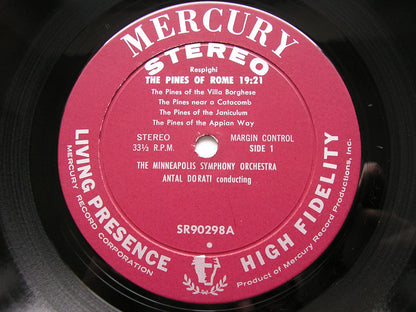 MERCURY
STEREO
Respighi
THE PINES OF ROME 19:21
The Pines of the Villa Borghese
The Pines near a Catacomb
The Pines of the Janiculum
The Pines of the Appian Way
STEREO
33⅓ R.P.M.
MARGIN CONTROL
SIDE 1
THE MINNEAPOLIS SYMPHONY ORCHESTRA
ANTAL DORATI conducting
SR90298A
LIVING PRESENCE
MERCURY RECORD CORPORATION
HIGH FIDELITY
Product of Mercury Record Productions, Inc.